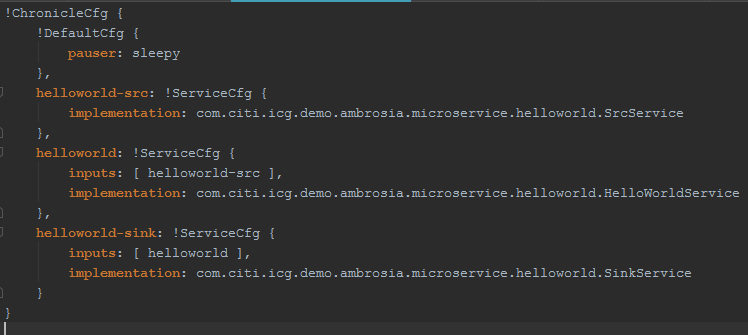 !ChronicleCfg {
    !DefaultCfg {
        pauser: sleepy
    },
    helloworld-src: !ServiceCfg {
        implementation: com.citi.icg.demo.ambrosia.microservice.helloworld.SrcService
    },
    helloworld: !ServiceCfg {
        inputs: [ helloworld-src ],
        implementation: com.citi.icg.demo.ambrosia.microservice.helloworld.HelloWorldService
    },
    helloworld-sink: !ServiceCfg {
        inputs: [ helloworld ],
        implementation: com.citi.icg.demo.ambrosia.microservice.helloworld.SinkService
    }
}